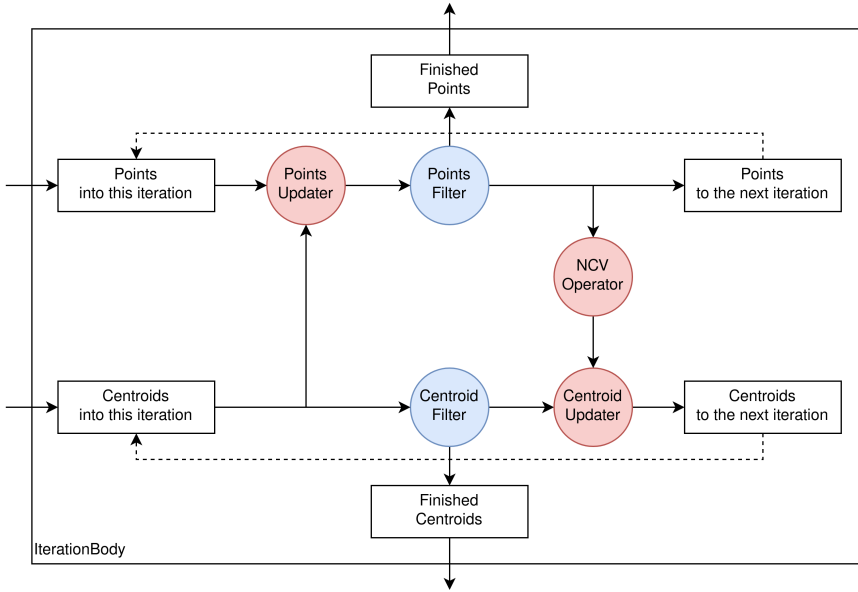 Finished
Points
Points
into this iteration
Points
Updater
Points
Filter
Points
to the next iteration
NCV
Operator
Centroids
into this iteration
Centroid
Filter
Centroid
Updater
Centroids
to the next iteration
Finished
Centroids
IterationBody